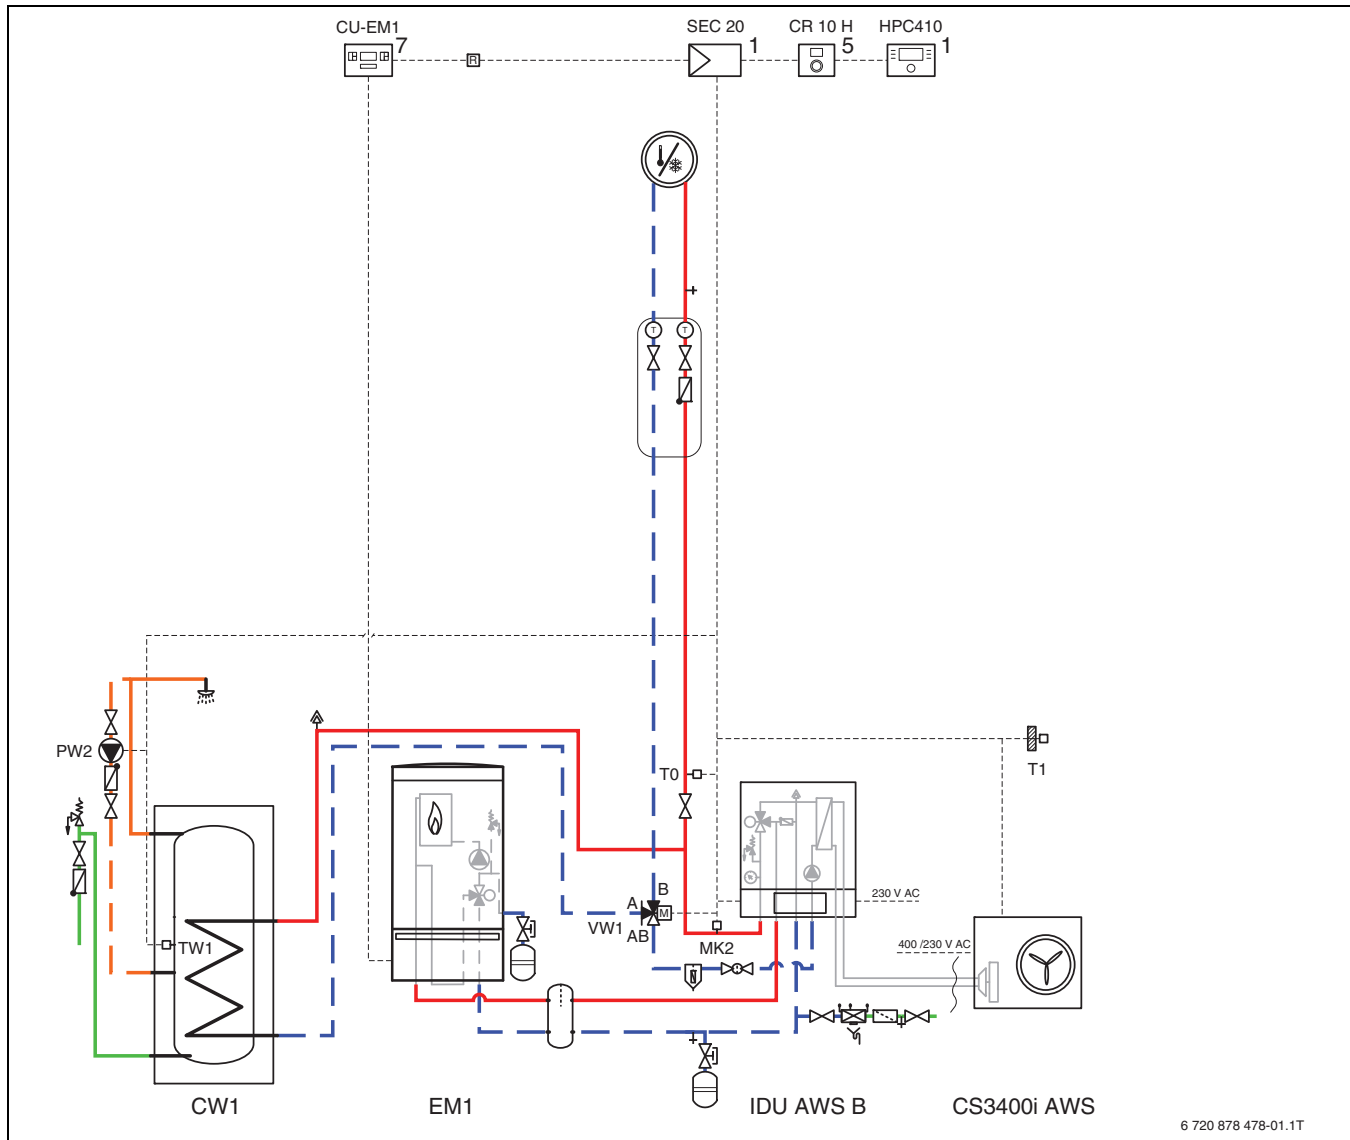 CU-EM1
7
R
SEC 20
1
CR 10 H
5
HPC410
1
T
T
PW2
T0
T1
A
B
M
VW1
AB
MK2
TW1
230 V AC
400 /230 V AC
N
CW1
EM1
IDU AWS B
CS3400i AWS
6 720 878 478-01.1T